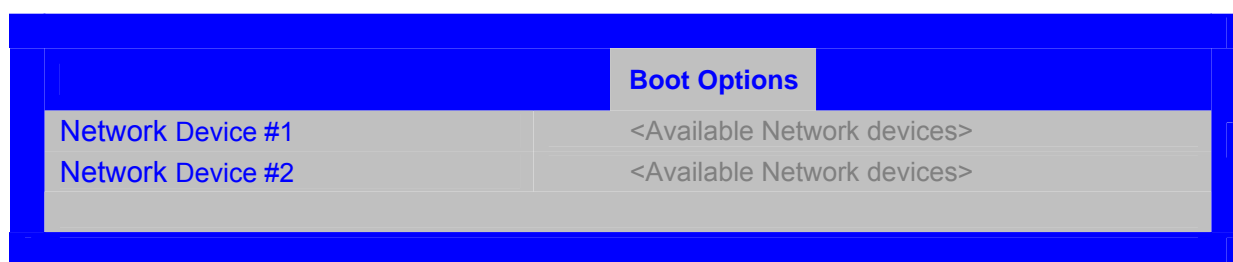 Boot Options
Network Device #1 <Available Network devices>
Network Device #2 <Available Network devices>